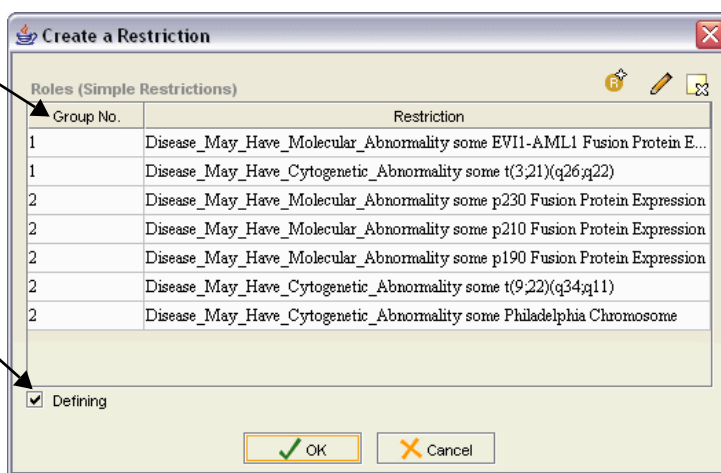 Create a Restriction
Roles (Simple Restrictions)
R
Group No. Restriction
1 Disease_May_Have_Molecular_Abnormality some EVI1-AML1 Fusion Protein E...
1 Disease_May_Have_Cytogenetic_Abnormality some t(3;21)(q26;q22)
2 Disease_May_Have_Molecular_Abnormality some p230 Fusion Protein Expression
2 Disease_May_Have_Molecular_Abnormality some p210 Fusion Protein Expression
2 Disease_May_Have_Molecular_Abnormality some p190 Fusion Protein Expression
2 Disease_May_Have_Cytogenetic_Abnormality some t(9;22)(q34;q11)
2 Disease_May_Have_Cytogenetic_Abnormality some Philadelphia Chromosome
Defining
OK Cancel